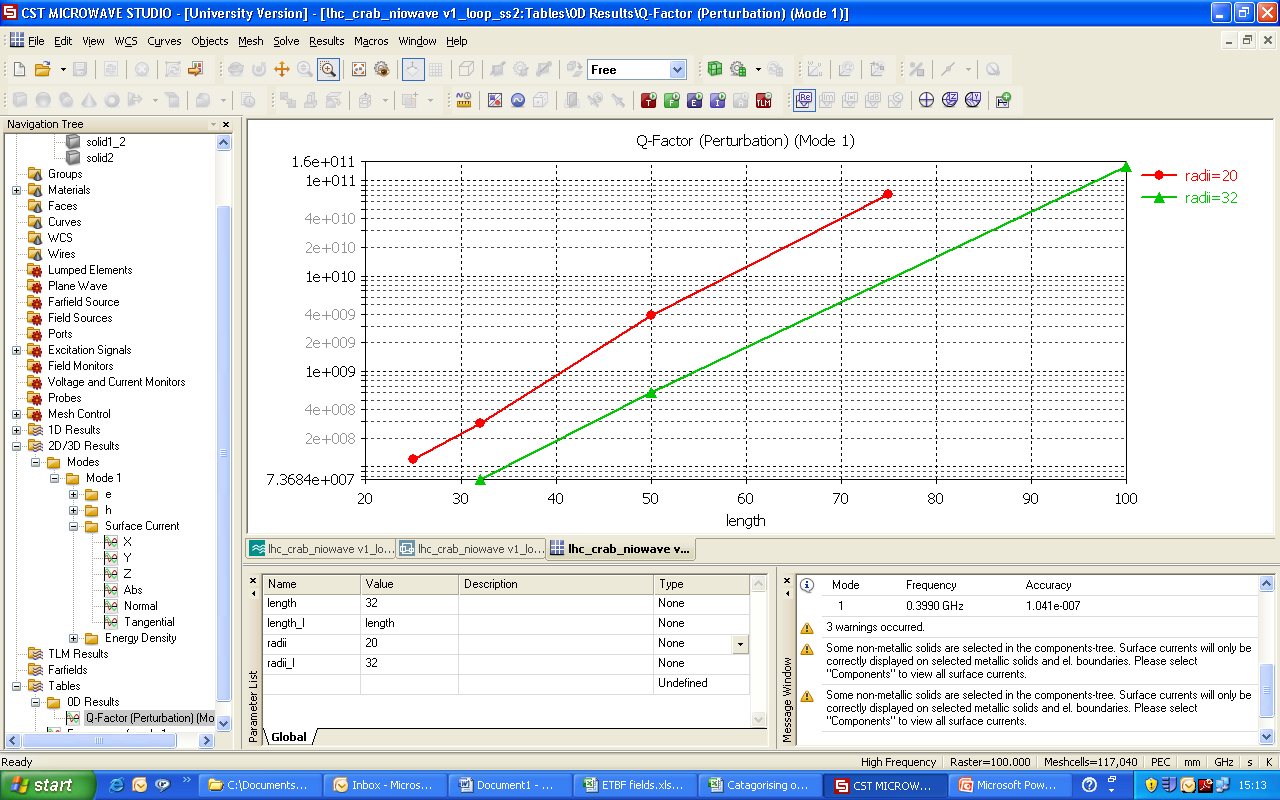 CST MICROWAVE STUDIO - [University Version] - [lhc_crab_niowave v1_loop_ss2:Tables\0D Results\Q-Factor (Perturbation) (Mode 1)]
File Edit View WCS Curves Objects Mesh Solve Results Macros Window Help
Free
Navigation Tree
solid1_2
solid2
Groups
Materials
Faces
Curves
WCS
Wires
Lumped Elements
Plane Wave
Farfield Source
Field Sources
Ports
Excitation Signals
Field Monitors
Voltage and Current Monitors
Probes
Mesh Control
1D Results
2D/3D Results
Modes
Mode 1
e
h
Surface Current
X
Y
Z
Abs
Normal
Tangential
Energy Density
TLM Results
Farfields
Tables
0D Results
Q-Factor (Perturbation) (Mo
Q-Factor (Perturbation) (Mode 1)
1.6e+011
1e+011
4e+010
2e+010
1e+010
4e+009
2e+009
1e+009
4e+008
2e+008
7.3684e+007
20 30 40 50 60 70 80 90 100
length
radii=20
radii=32
lhc_crab_niowave v1_lo... lhc_crab_niowave v1_lo... lhc_crab_niowave v...
Parameter List
Name Value Description Type
length 32 None
length_l length None
radii 20 None
radii_l 32 None
Undefined
Global
Message Window
Mode Frequency Accuracy
1 0.3990 GHz 1.041e-007
3 warnings occurred.
Some non-metallic solids are selected in the components-tree. Surface currents will only be
correctly displayed on selected metallic solids and el. boundaries. Please select
"Components" to view all surface currents.
Some non-metallic solids are selected in the components-tree. Surface currents will only be
correctly displayed on selected metallic solids and el. boundaries. Please select
"Components" to view all surface currents.
Ready High Frequency Raster=100.000 Meshcells=117,040 PEC mm GHz s K
start C:\Documents... Inbox - Micros... Document1 - ... ETBF fields.xls... Catagorising o... CST MICROW... Microsoft Pow... 15:13